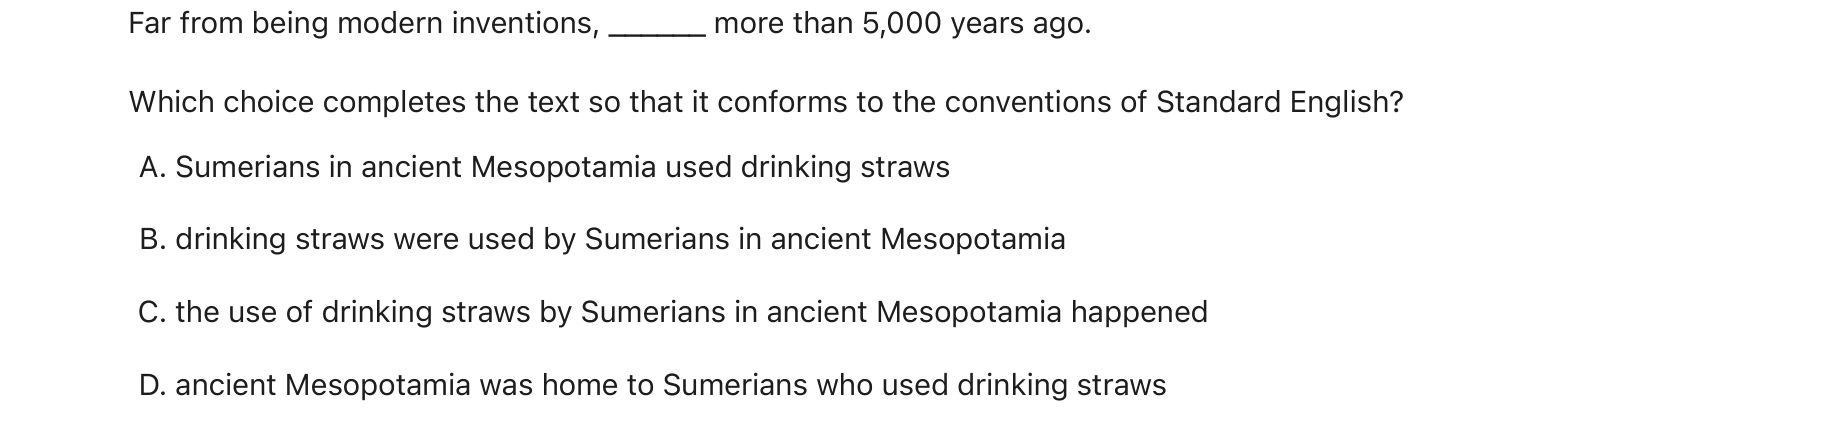 Far from being modern inventions, ______ more than 5,000 years ago.
Which choice completes the text so that it conforms to the conventions of Standard English?
A. Sumerians in ancient Mesopotamia used drinking straws
B. drinking straws were used by Sumerians in ancient Mesopotamia
C. the use of drinking straws by Sumerians in ancient Mesopotamia happened
D. ancient Mesopotamia was home to Sumerians who used drinking straws